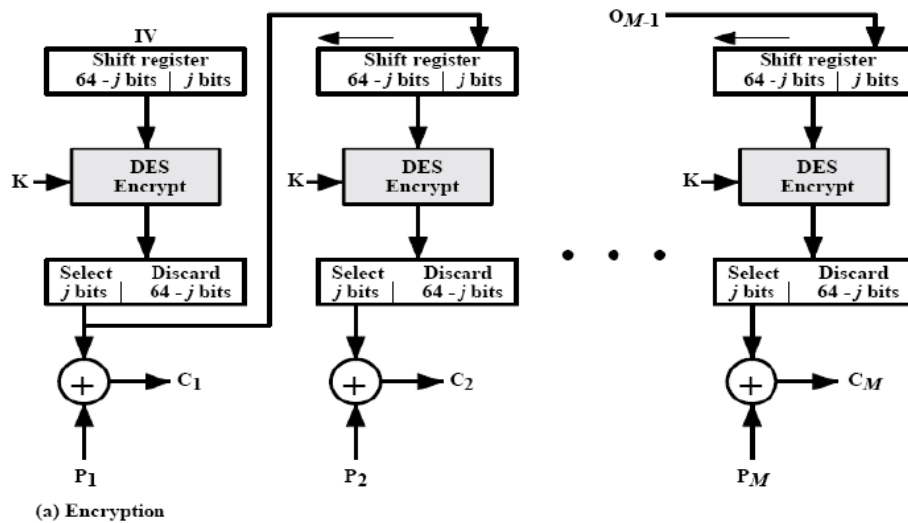 IV
Shift register
64 - j bits | j bits
K
DES
Encrypt
Select
j bits
Discard
64 - j bits
C1
P1
Shift register
64 - j bits | j bits
K
DES
Encrypt
Select
j bits
Discard
64 - j bits
C2
P2
OM-1
Shift register
64 - j bits | j bits
K
DES
Encrypt
Select
j bits
Discard
64 - j bits
CM
PM
(a) Encryption